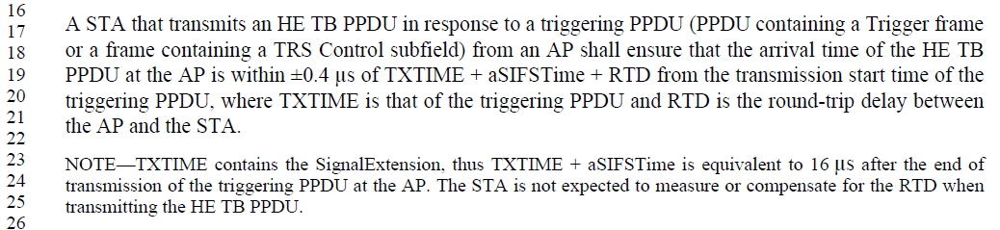 16
17 A STA that transmits an HE TB PPDU in response to a triggering PPDU (PPDU containing a Trigger frame
18 or a frame containing a TRS Control subfield) from an AP shall ensure that the arrival time of the HE TB
19 PPDU at the AP is within ±0.4 µs of TXTIME + aSIFSTime + RTD from the transmission start time of the
20 triggering PPDU, where TXTIME is that of the triggering PPDU and RTD is the round-trip delay between
21 the AP and the STA.
22
23 NOTE—TXTIME contains the SignalExtension, thus TXTIME + aSIFSTime is equivalent to 16 µs after the end of
24 transmission of the triggering PPDU at the AP. The STA is not expected to measure or compensate for the RTD when
25 transmitting the HE TB PPDU.
26